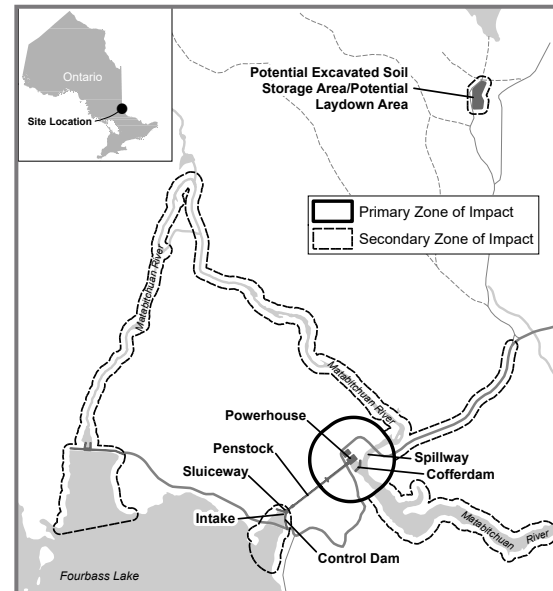 Ontario
Site Location
Potential Excavated Soil
Storage Area/Potential
Laydown Area
Primary Zone of Impact
Secondary Zone of Impact
Matabitchuan River
Matabitchuan River
Powerhouse
Penstock
Spillway
Sluiceway
Cofferdam
Intake
Control Dam
Matabitchuan River
Fourbass Lake